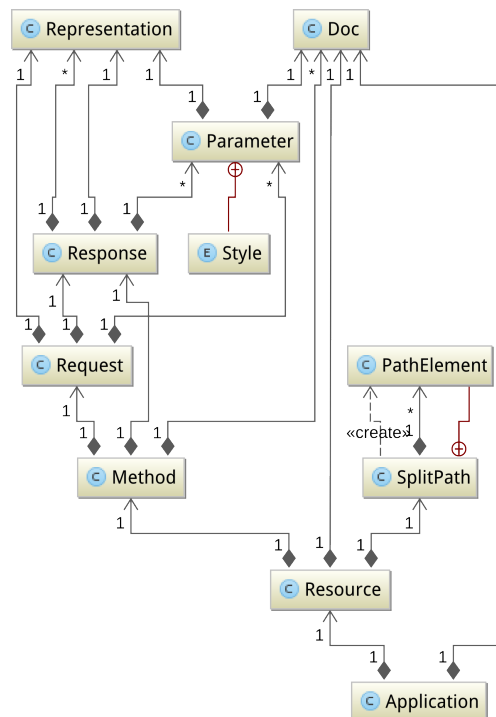 C Representation
C Doc
1 * 1 1 1 * 1 1
1 1
C Parameter
* *
1 1 1
C Response
E Style
1 1
1 1 1
C Request
C PathElement
1
*
1 1 1
«create» 1
C Method
C SplitPath
1 1
1 1 1
C Resource
1
1 1
C Application